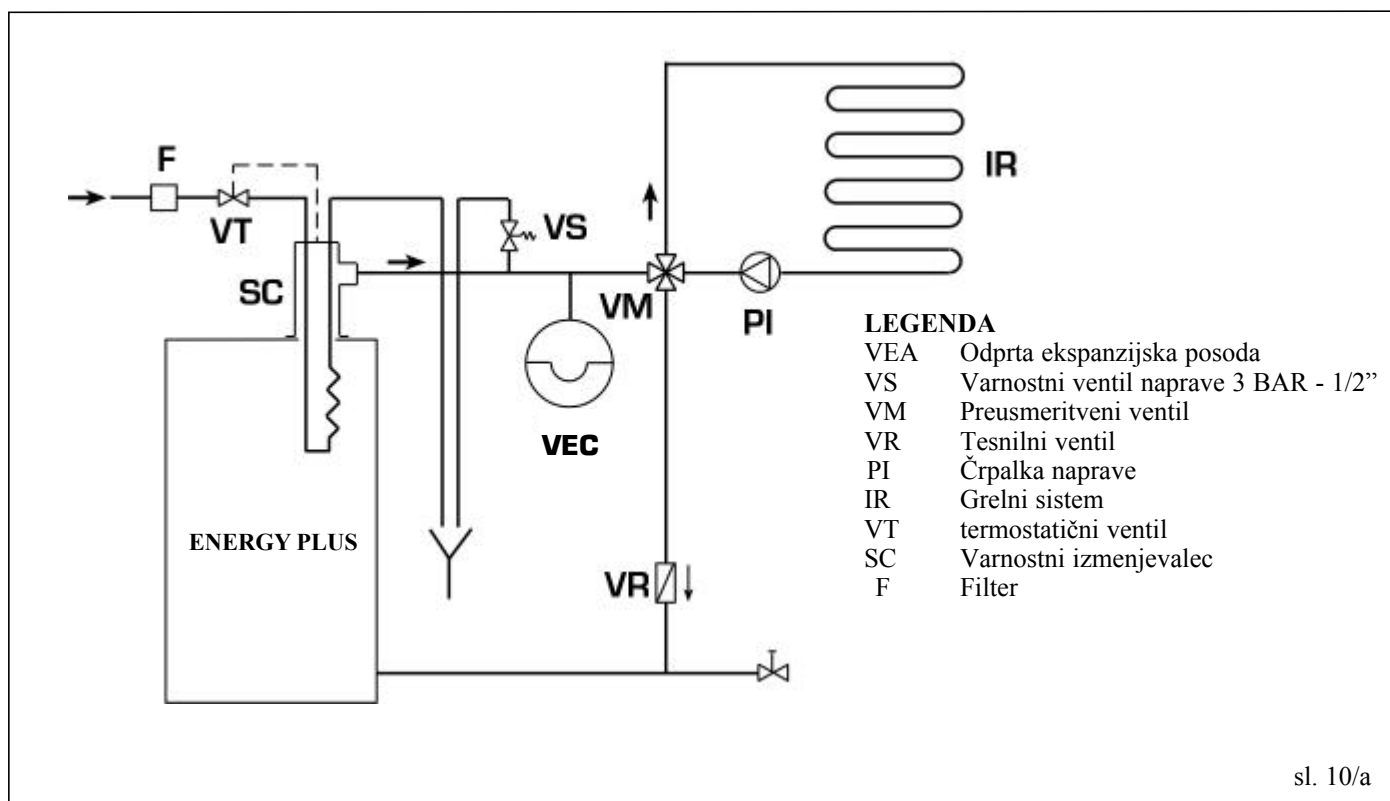 F
VT
SC
VS
VM
PI
IR
VEC
ENERGY PLUS
VR
LEGENDA
VEA Odprta ekspanzijska posoda
VS Varnostni ventil naprave 3 BAR - 1/2”
VM Preusmeritveni ventil
VR Tesnilni ventil
PI Črpalka naprave
IR Grelni sistem
VT termostatični ventil
SC Varnostni izmenjevalec
F Filter
sl. 10/a